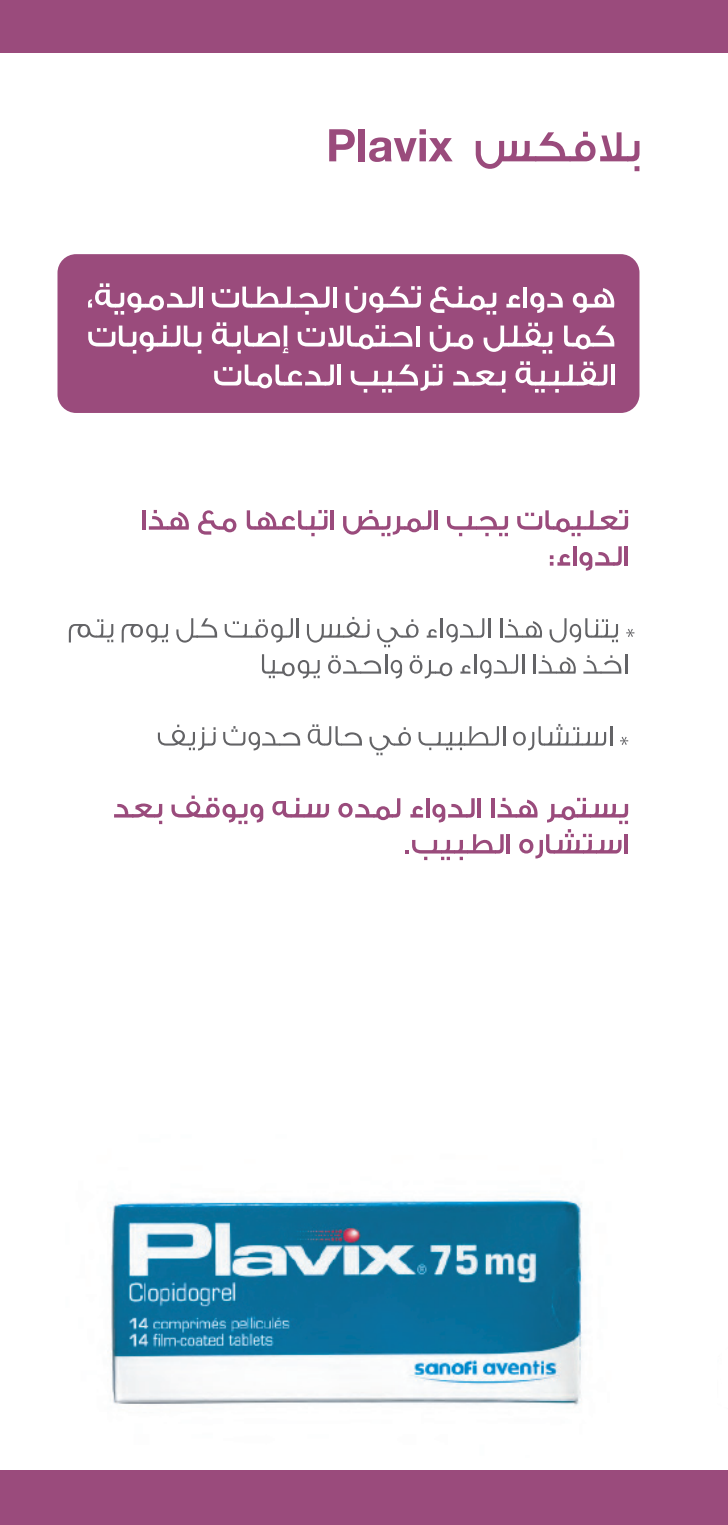 بلافكس Plavix
هو دواء يمنع تكون الجلطات الدموية،
كما يقلل من احتمالات إصابة بالنوبات
القلبية بعد تركيب الدعامات
تعليمات يجب المريض اتباعها مع هذا
الدواء:
* يتناول هذا الدواء في نفس الوقت كل يوم يتم
اخذ هذا الدواء مرة واحدة يوميا
* استشاره الطبيب في حالة حدوث نزيف
يستمر هذا الدواء لمده سنه ويوقف بعد
استشاره الطبيب.
Plavix® 75 mg
Clopidogrel
14 comprimés pelliculés
14 film-coated tablets
sanofi aventis